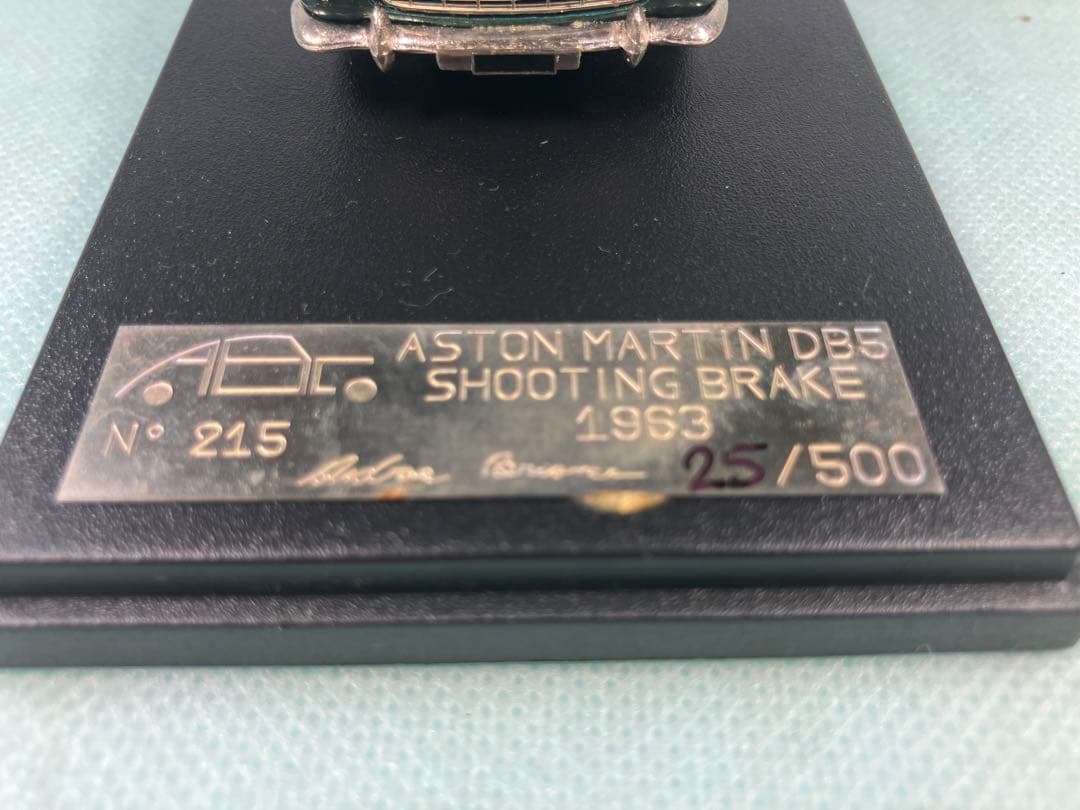 ABC
ASTON MARTIN DB5
SHOOTING BRAKE
1963
N° 215
25/500